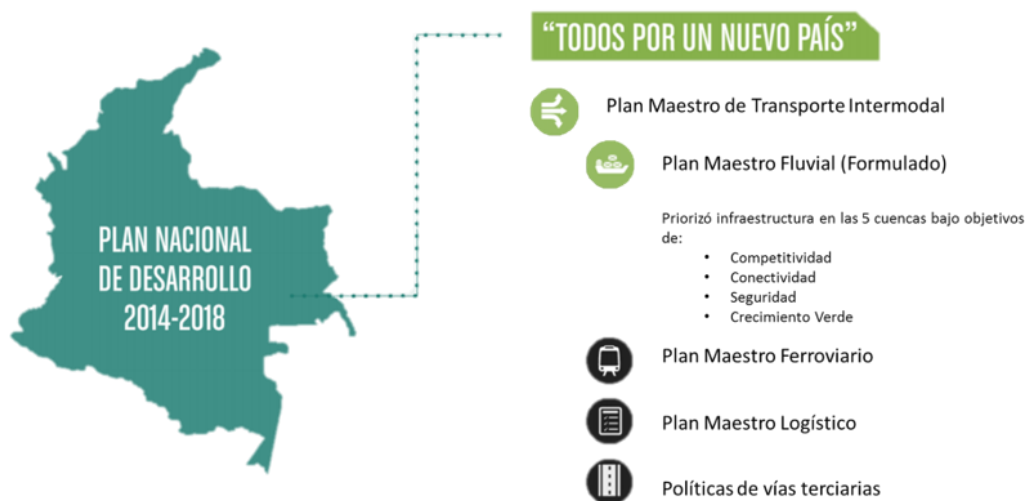 PLAN NACIONAL
DE DESARROLLO
2014-2018
“TODOS POR UN NUEVO PAÍS”
Plan Maestro de Transporte Intermodal
Plan Maestro Fluvial (Formulado)
Priorizó infraestructura en las 5 cuencas bajo objetivos
de:
• Competitividad
• Conectividad
• Seguridad
• Crecimiento Verde
Plan Maestro Ferroviario
Plan Maestro Logístico
Políticas de vías terciarias